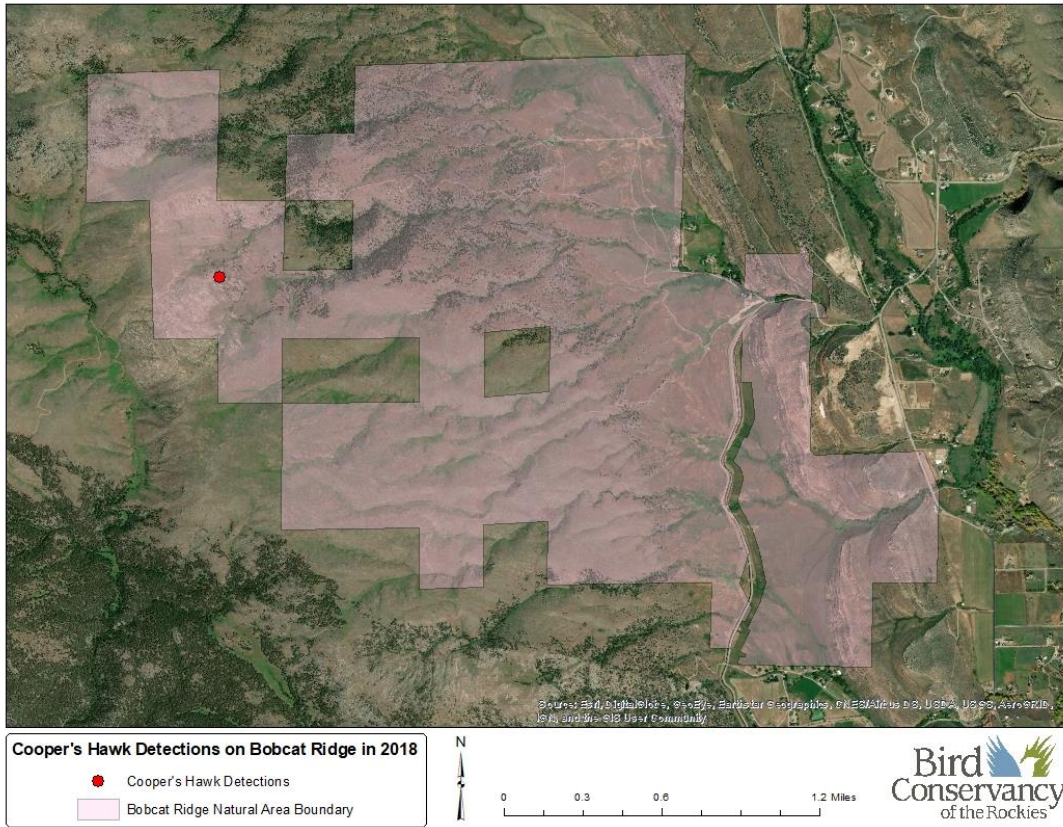 Source: Esri, DigitalGlobe, GeoEye, Earthstar Geographics, CNES/Airbus DS, USDA, USGS, AeroGRID,
IGN, and the GIS User Community
Cooper's Hawk Detections on Bobcat Ridge in 2018
Cooper's Hawk Detections
Bobcat Ridge Natural Area Boundary
N
0 0.3 0.6 1.2 Miles
Bird
Conservancy
of the Rockies